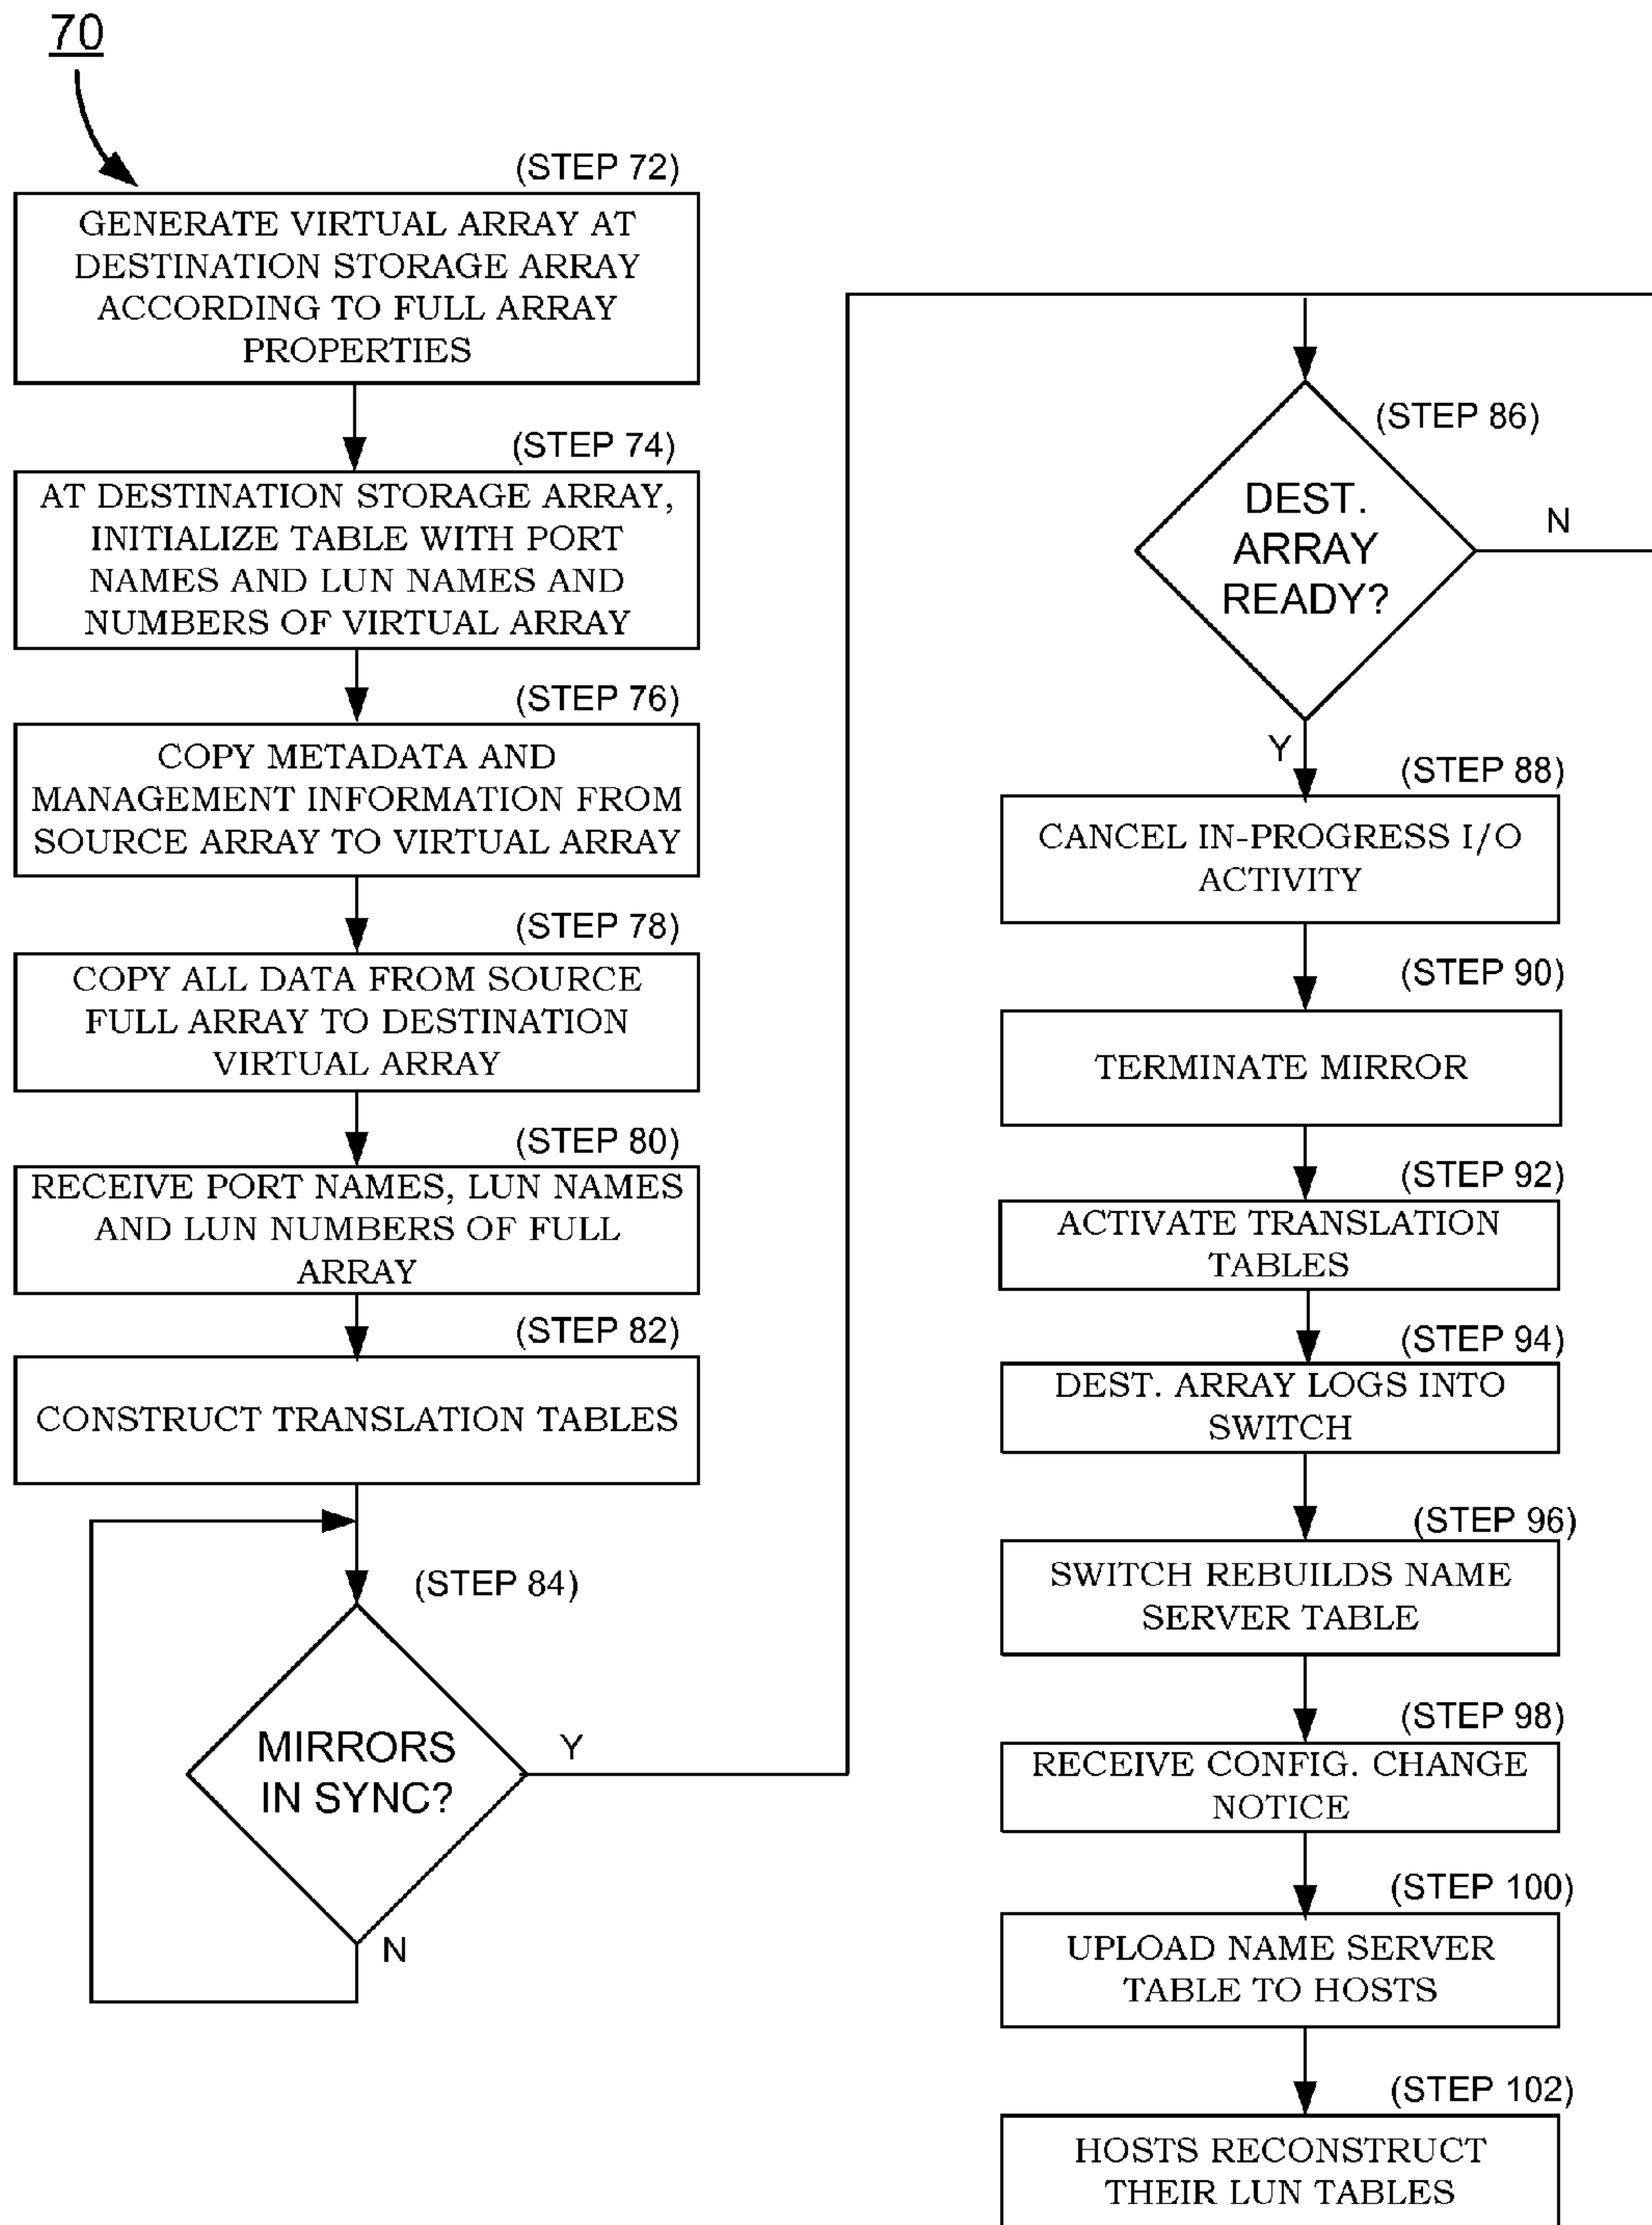 70
(STEP 72)
GENERATE VIRTUAL ARRAY AT
DESTINATION STORAGE ARRAY
ACCORDING TO FULL ARRAY
PROPERTIES
(STEP 74)
AT DESTINATION STORAGE ARRAY,
INITIALIZE TABLE WITH PORT
NAMES AND LUN NAMES AND
NUMBERS OF VIRTUAL ARRAY
(STEP 76)
COPY METADATA AND
MANAGEMENT INFORMATION FROM
SOURCE ARRAY TO VIRTUAL ARRAY
(STEP 78)
COPY ALL DATA FROM SOURCE
FULL ARRAY TO DESTINATION
VIRTUAL ARRAY
(STEP 80)
RECEIVE PORT NAMES, LUN NAMES
AND LUN NUMBERS OF FULL
ARRAY
(STEP 82)
CONSTRUCT TRANSLATION TABLES
(STEP 84)
MIRRORS
IN SYNC?
Y
N
(STEP 86)
DEST.
ARRAY
READY?
N
Y
(STEP 88)
CANCEL IN-PROGRESS I/O
ACTIVITY
(STEP 90)
TERMINATE MIRROR
(STEP 92)
ACTIVATE TRANSLATION
TABLES
(STEP 94)
DEST. ARRAY LOGS INTO
SWITCH
(STEP 96)
SWITCH REBUILDS NAME
SERVER TABLE
(STEP 98)
RECEIVE CONFIG. CHANGE
NOTICE
(STEP 100)
UPLOAD NAME SERVER
TABLE TO HOSTS
(STEP 102)
HOSTS RECONSTRUCT
THEIR LUN TABLES